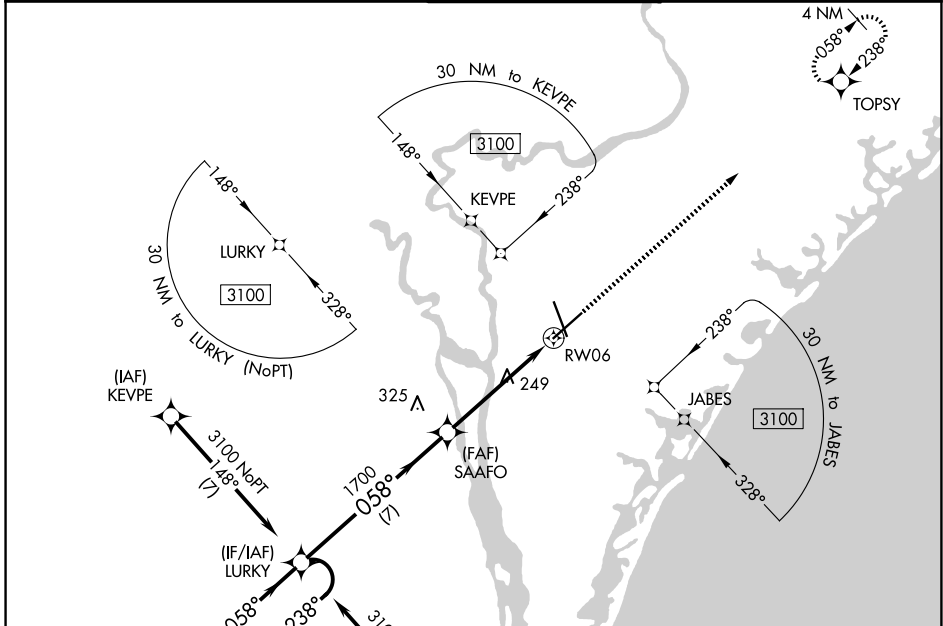 4 NM
058°
238°
TOPSY
30 NM to KEVPE
3100
148°
238°
KEVPE
148°
LURKY
3100
328°
30 NM to LURKY (NoPT)
RW06
249
325
238°
30 NM to JABES
JABES
3100
328°
(IAF)
KEVPE
3100 NoPT
148°
(7)
(FAF)
SAAFO
1700
058°
(7)
(IF/IAF)
LURKY
058°
238°